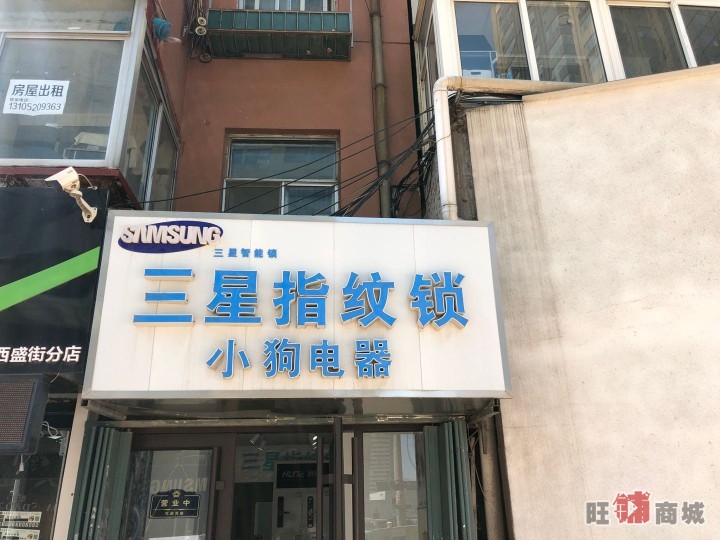 房屋出租
13105209363
SAMSUNG
三星智能锁
三星指纹锁
小狗电器
西盛街分店
营业中
旺铺商城